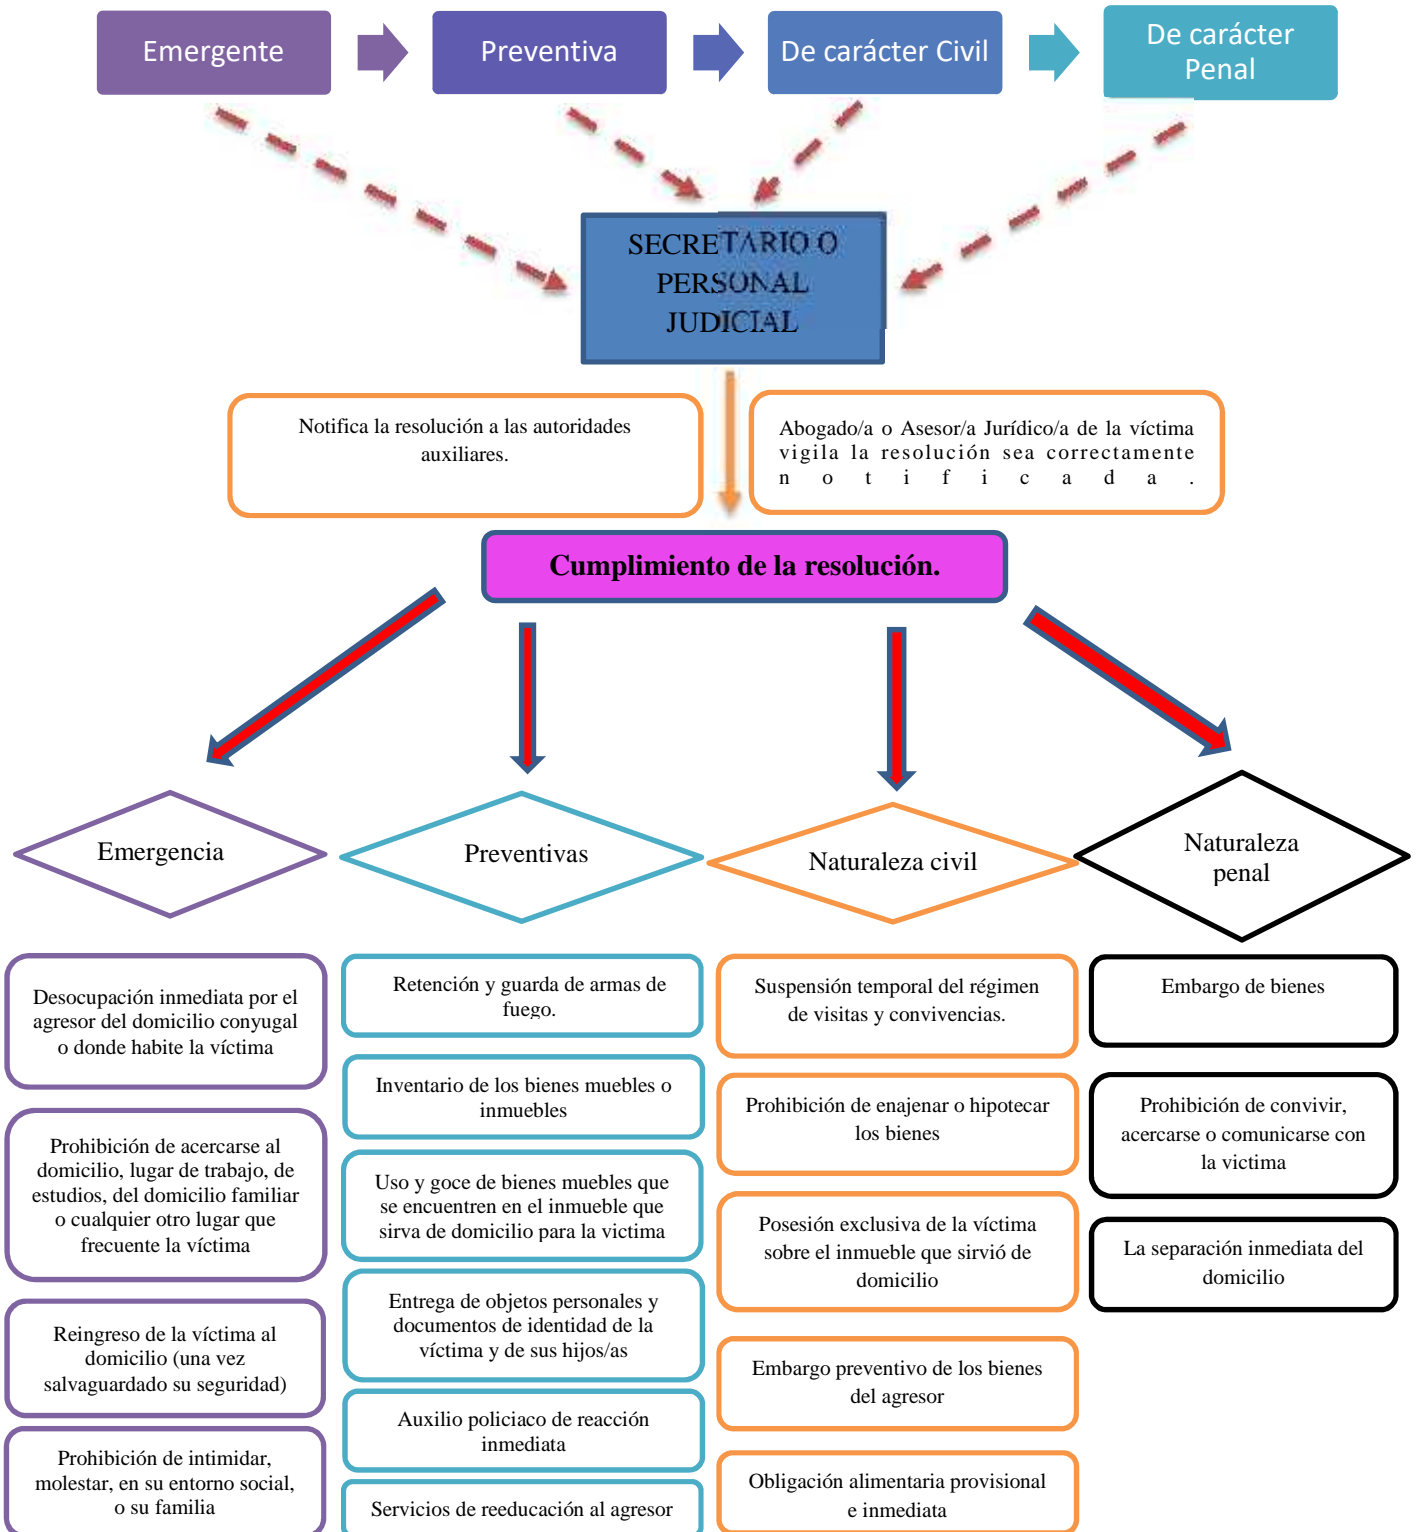 Emergente
Preventiva
De carácter Civil
De carácter
Penal
SECRETARIO O
PERSONAL
JUDICIAL
Notifica la resolución a las autoridades
auxiliares.
Abogado/a o Asesor/a Jurídico/a de la víctima
vigila la resolución sea correctamente
notificada.
Cumplimiento de la resolución.
Emergencia
Preventivas
Naturaleza civil
Naturaleza
penal
Desocupación inmediata por el
agresor del domicilio conyugal
o donde habite la víctima
Prohibición de acercarse al
domicilio, lugar de trabajo, de
estudios, del domicilio familiar
o cualquier otro lugar que
frecuente la víctima
Reingreso de la víctima al
domicilio (una vez
salvaguardado su seguridad)
Prohibición de intimidar,
molestar, en su entorno social,
o su familia
Retención y guarda de armas de
fuego.
Inventario de los bienes muebles o
inmuebles
Uso y goce de bienes muebles que
se encuentren en el inmueble que
sirva de domicilio para la victima
Entrega de objetos personales y
documentos de identidad de la
víctima y de sus hijos/as
Auxilio policiaco de reacción
inmediata
Servicios de reeducación al agresor
Suspensión temporal del régimen
de visitas y convivencias.
Prohibición de enajenar o hipotecar
los bienes
Posesión exclusiva de la víctima
sobre el inmueble que sirvió de
domicilio
Embargo preventivo de los bienes
del agresor
Obligación alimentaria provisional
e inmediata
Embargo de bienes
Prohibición de convivir,
acercarse o comunicarse con
la victima
La separación inmediata del
domicilio